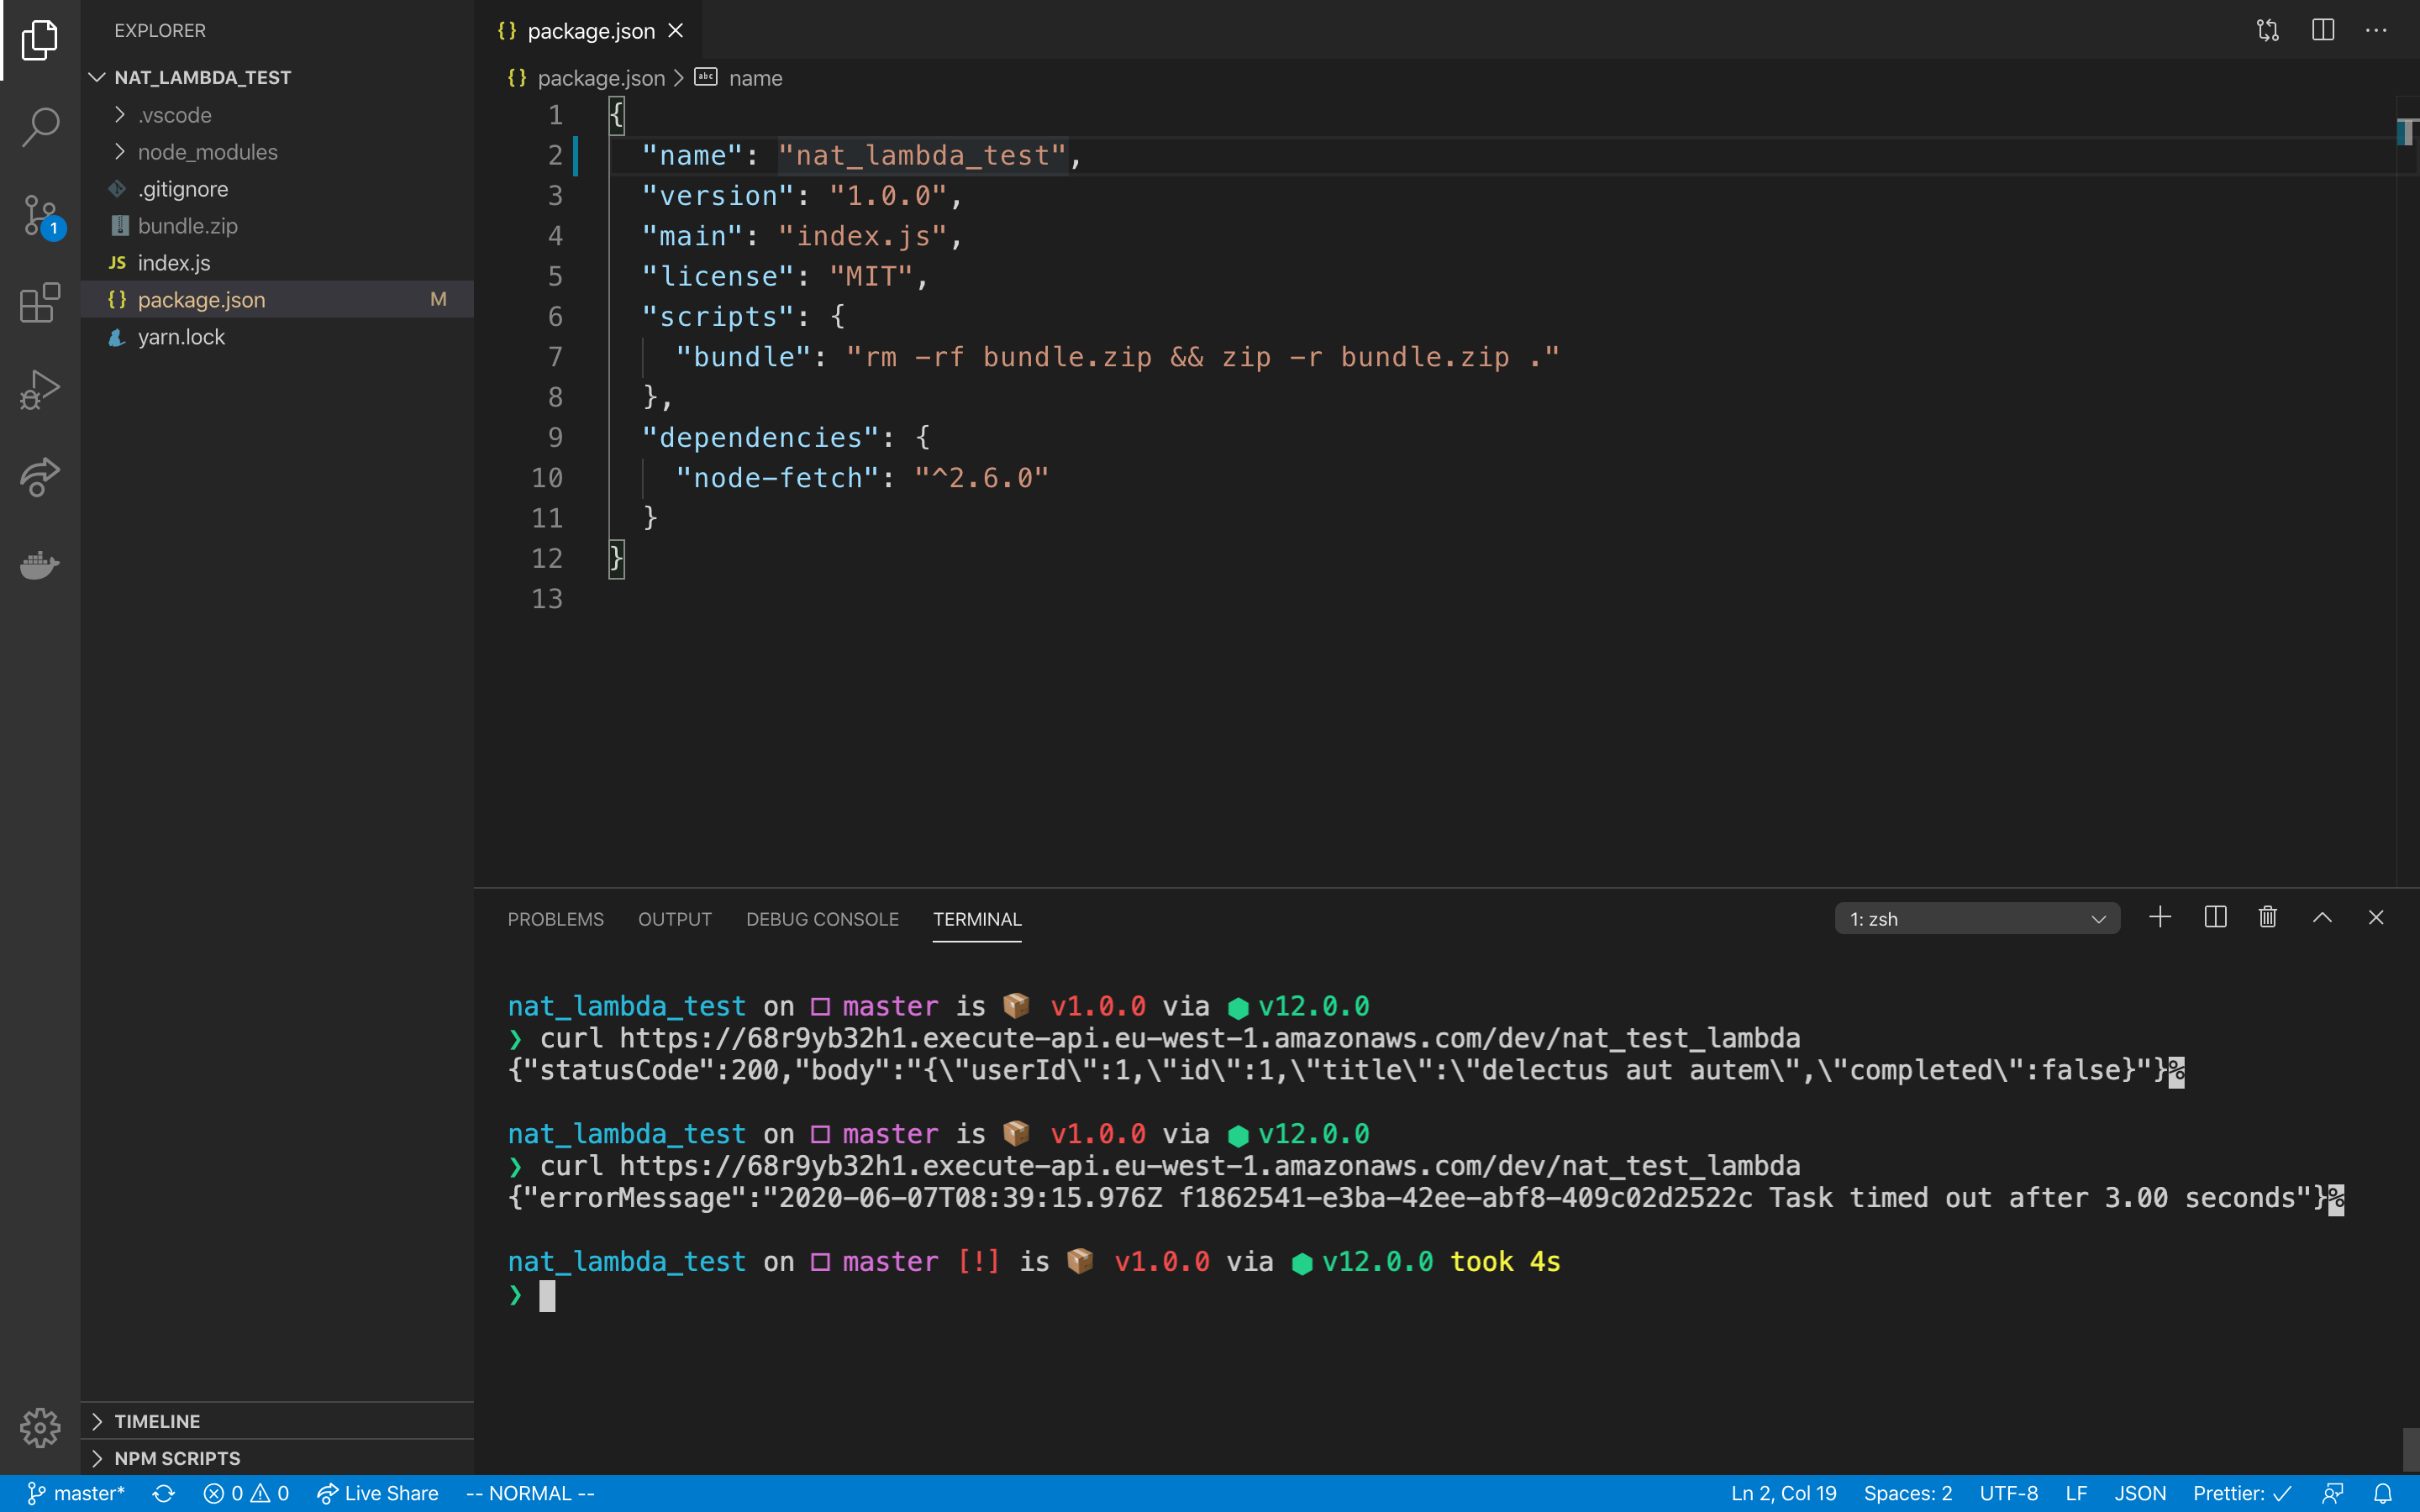 EXPLORER
NAT_LAMBDA_TEST
.vscode
node_modules
.gitignore
bundle.zip
1
JS index.js
{} package.json M
yarn.lock
TIMELINE
NPM SCRIPTS
{} package.json
{} package.json > abc name
1 {
2 "name": "nat_lambda_test",
3 "version": "1.0.0",
4 "main": "index.js",
5 "license": "MIT",
6 "scripts": {
7 "bundle": "rm -rf bundle.zip && zip -r bundle.zip ."
8 },
9 "dependencies": {
10 "node-fetch": "^2.6.0"
11 }
12 }
13
PROBLEMS OUTPUT DEBUG CONSOLE TERMINAL 1: zsh
nat_lambda_test on □ master is 📦 v1.0.0 via ⬢ v12.0.0
❯ curl https://68r9yb32h1.execute-api.eu-west-1.amazonaws.com/dev/nat_test_lambda
{"statusCode":200,"body":"{\"userId\":1,\"id\":1,\"title\":\"delectus aut autem\",\"completed\":false}"}%
nat_lambda_test on □ master is 📦 v1.0.0 via ⬢ v12.0.0
❯ curl https://68r9yb32h1.execute-api.eu-west-1.amazonaws.com/dev/nat_test_lambda
{"errorMessage":"2020-06-07T08:39:15.976Z f1862541-e3ba-42ee-abf8-409c02d2522c Task timed out after 3.00 seconds"}%
nat_lambda_test on □ master [!] is 📦 v1.0.0 via ⬢ v12.0.0 took 4s
❯
master* 0 0 Live Share -- NORMAL -- Ln 2, Col 19 Spaces: 2 UTF-8 LF JSON Prettier: ✓